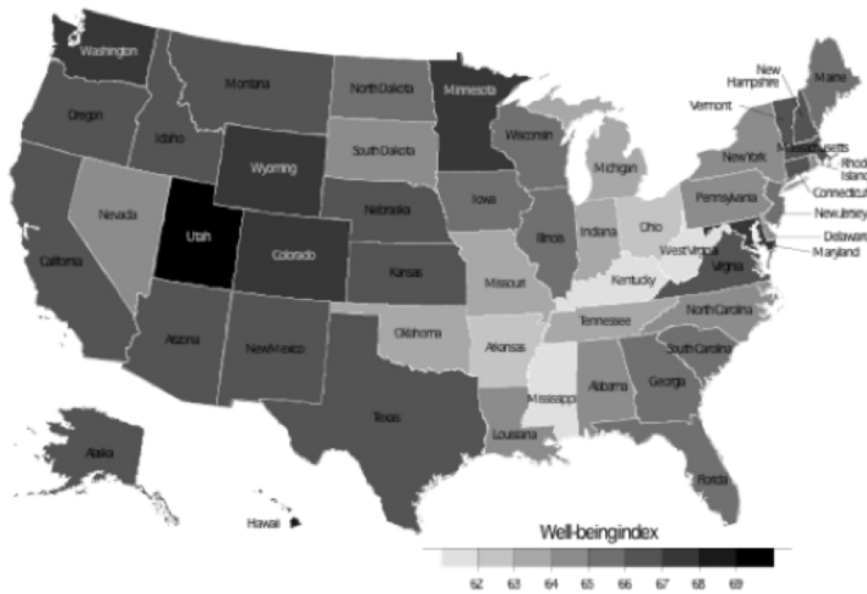 Washington
Montana
North Dakota
Minnesota
New
Hampshire
Maine
Vermont
Oregon
Idaho
Wyoming
South Dakota
Wisconsin
Michigan
New York
Massachusetts
Rhod
Island
Connecticut
Nevada
Utah
Colorado
Nebraska
Iowa
Illinois
Indiana
Ohio
Pennsylvania
New Jersey
Delaware
Maryland
California
Kansas
Missouri
Kentucky
West Virginia
Virginia
Arizona
New Mexico
Oklahoma
Arkansas
Tennessee
North Carolina
South Carolina
Texas
Louisiana
Mississippi
Alabama
Georgia
Florida
Alaska
Hawaii
Well-beingindex
62 63 64 65 66 67 68 69